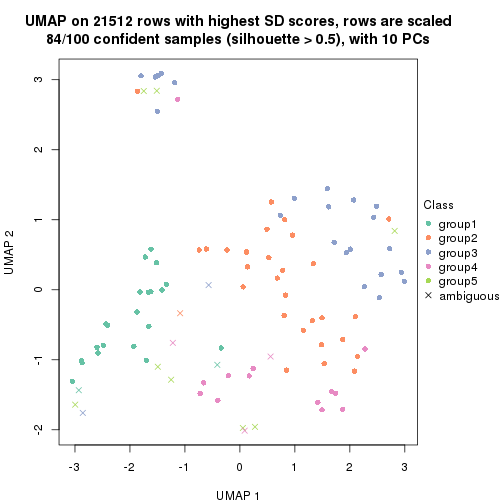 UMAP on 21512 rows with highest SD scores, rows are scaled
84/100 confident samples (silhouette > 0.5), with 10 PCs
UMAP 2
3
2
1
0
-1
-2
-3
-2
-1
0
1
2
3
UMAP 1
Class
group1
group2
group3
group4
group5
ambiguous